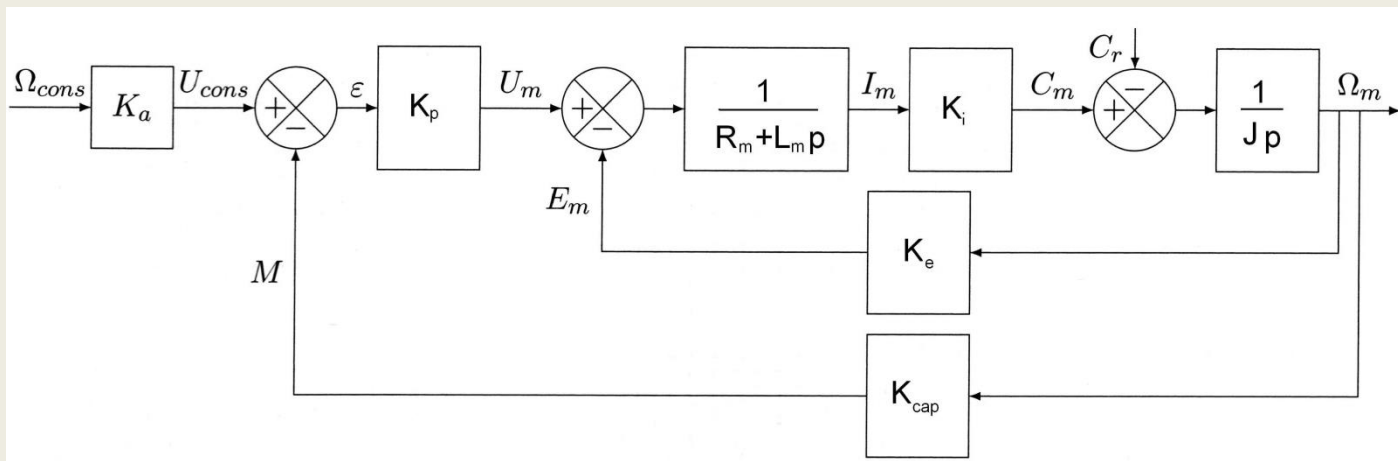 C_r
Ω_cons K_a U_cons + − ε K_p U_m + − 1 / (R_m+L_m p) I_m K_i C_m + − 1 / (J p) Ω_m
E_m K_e
M
K_cap